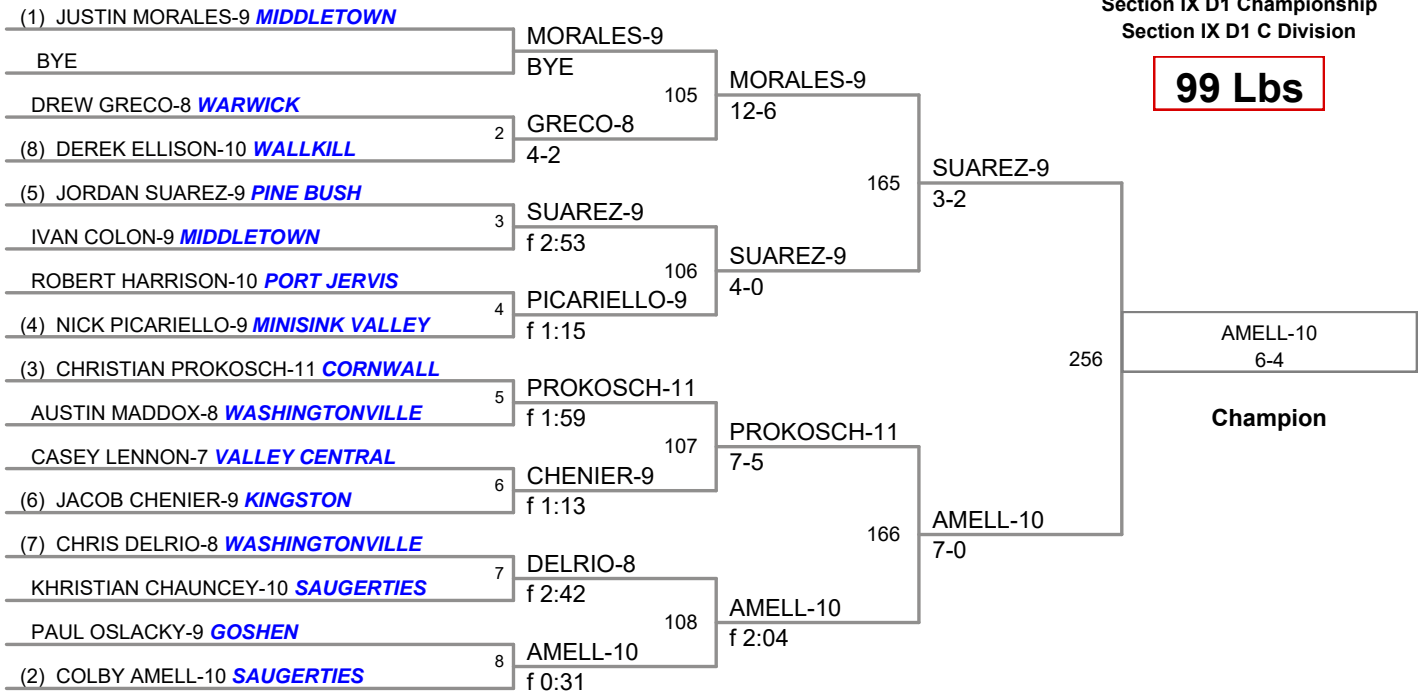 Section IX D1 Championship
Section IX D1 C Division
99 Lbs
(1) JUSTIN MORALES-9 MIDDLETOWN
BYE
DREW GRECO-8 WARWICK
(8) DEREK ELLISON-10 WALLKILL
(5) JORDAN SUAREZ-9 PINE BUSH
IVAN COLON-9 MIDDLETOWN
ROBERT HARRISON-10 PORT JERVIS
(4) NICK PICARIELLO-9 MINISINK VALLEY
(3) CHRISTIAN PROKOSCH-11 CORNWALL
AUSTIN MADDOX-8 WASHINGTONVILLE
CASEY LENNON-7 VALLEY CENTRAL
(6) JACOB CHENIER-9 KINGSTON
(7) CHRIS DELRIO-8 WASHINGTONVILLE
KHRISTIAN CHAUNCEY-10 SAUGERTIES
PAUL OSLACKY-9 GOSHEN
(2) COLBY AMELL-10 SAUGERTIES
MORALES-9
BYE
2
GRECO-8
4-2
3
SUAREZ-9
f 2:53
4
PICARIELLO-9
f 1:15
5
PROKOSCH-11
f 1:59
6
CHENIER-9
f 1:13
7
DELRIO-8
f 2:42
8
AMELL-10
f 0:31
105
MORALES-9
12-6
106
SUAREZ-9
4-0
107
PROKOSCH-11
7-5
108
AMELL-10
f 2:04
165
SUAREZ-9
3-2
166
AMELL-10
7-0
256
AMELL-10
6-4
Champion